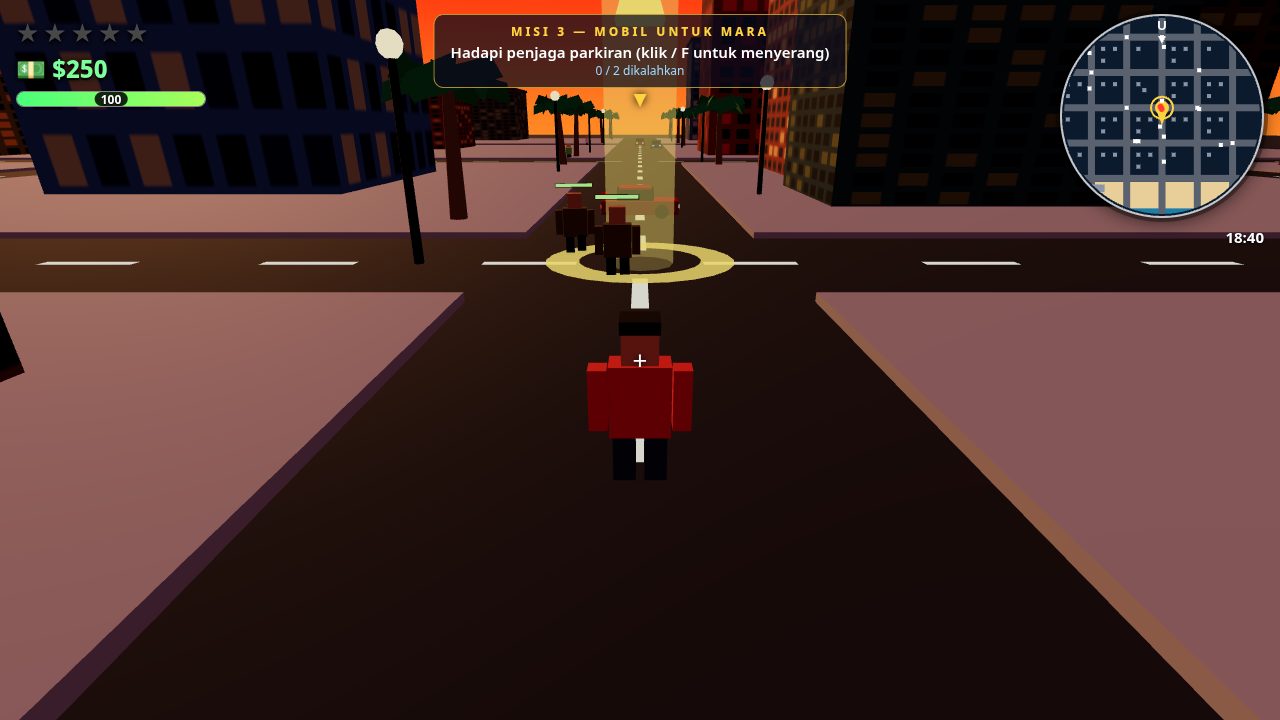 $250
100
MISI 3 — MOBIL UNTUK MARA
Hadapi penjaga parkiran (klik / F untuk menyerang)
0 / 2 dikalahkan
U
18:40